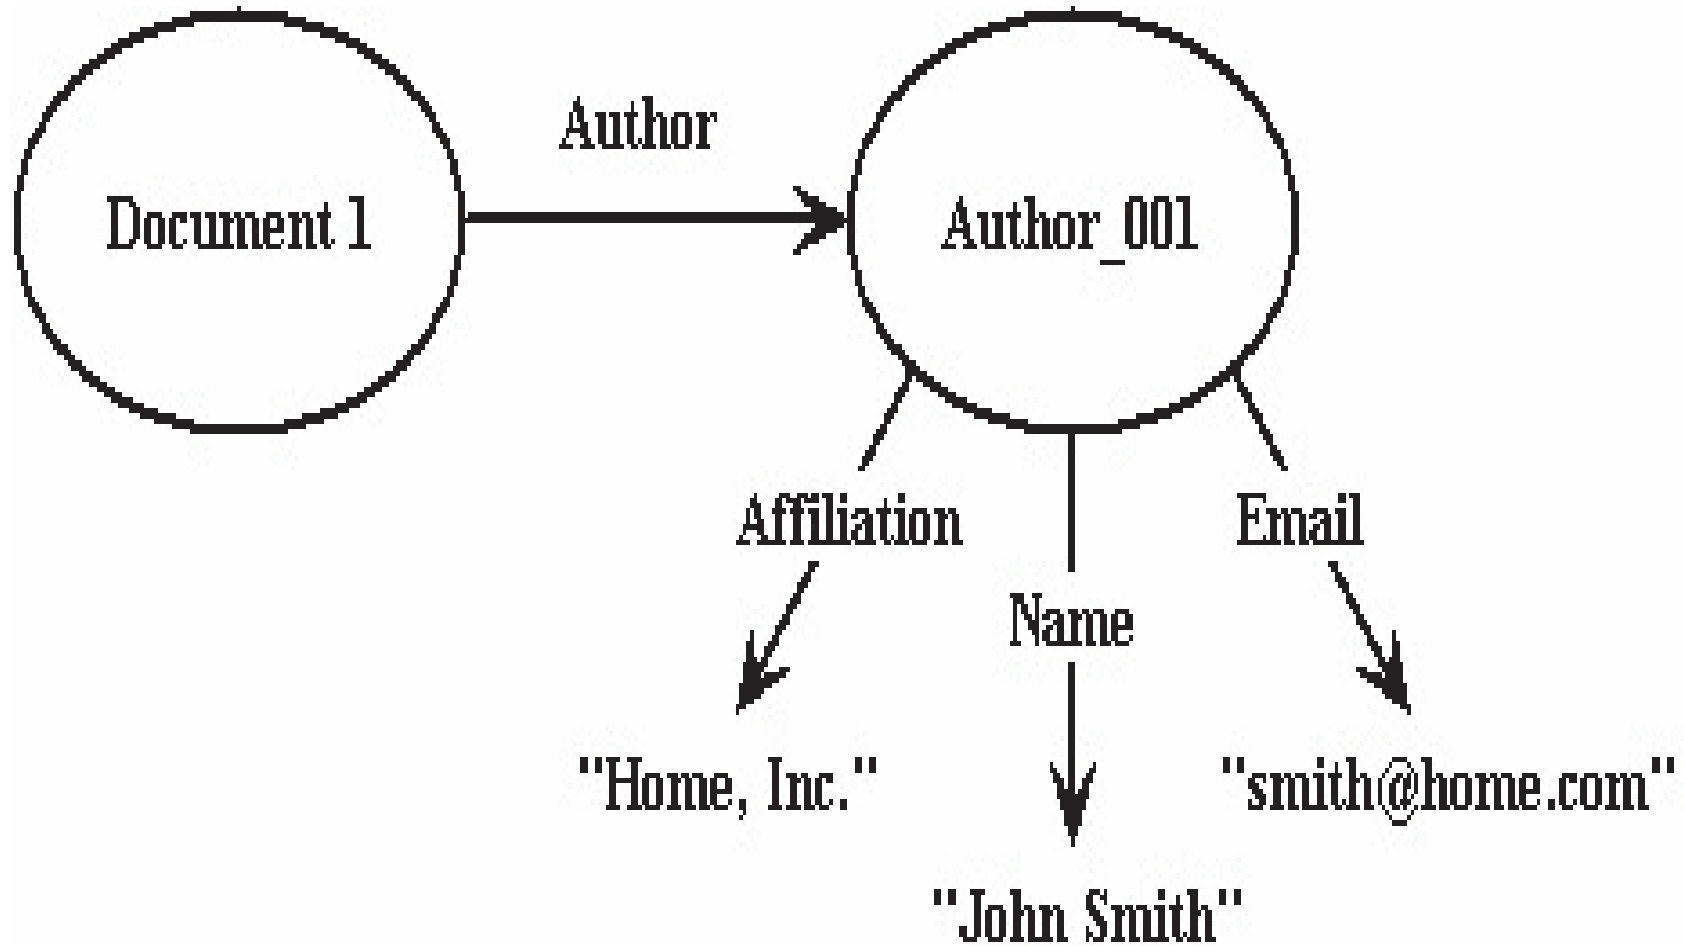 Author
Document 1
Author_001
Affiliation
Email
Name
"Home, Inc."
"smith@home.com"
"John Smith"